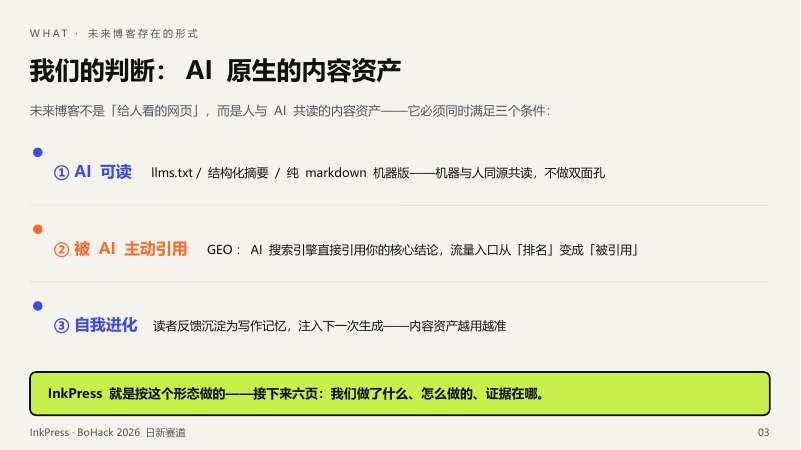 WHAT · 未来博客存在的形式
我们的判断： AI 原生的内容资产
未来博客不是「给人看的网页」，而是人与 AI 共读的内容资产——它必须同时满足三个条件：
① AI 可读 llms.txt / 结构化摘要 / 纯 markdown 机器版——机器与人同源共读，不做双面孔
② 被 AI 主动引用 GEO： AI 搜索引擎直接引用你的核心结论，流量入口从「排名」变成「被引用」
③ 自我进化 读者反馈沉淀为写作记忆，注入下一次生成——内容资产越用越准
InkPress 就是按这个形态做的——接下来六页：我们做了什么、怎么做的、证据在哪。
InkPress · BoHack 2026 日新赛道
03